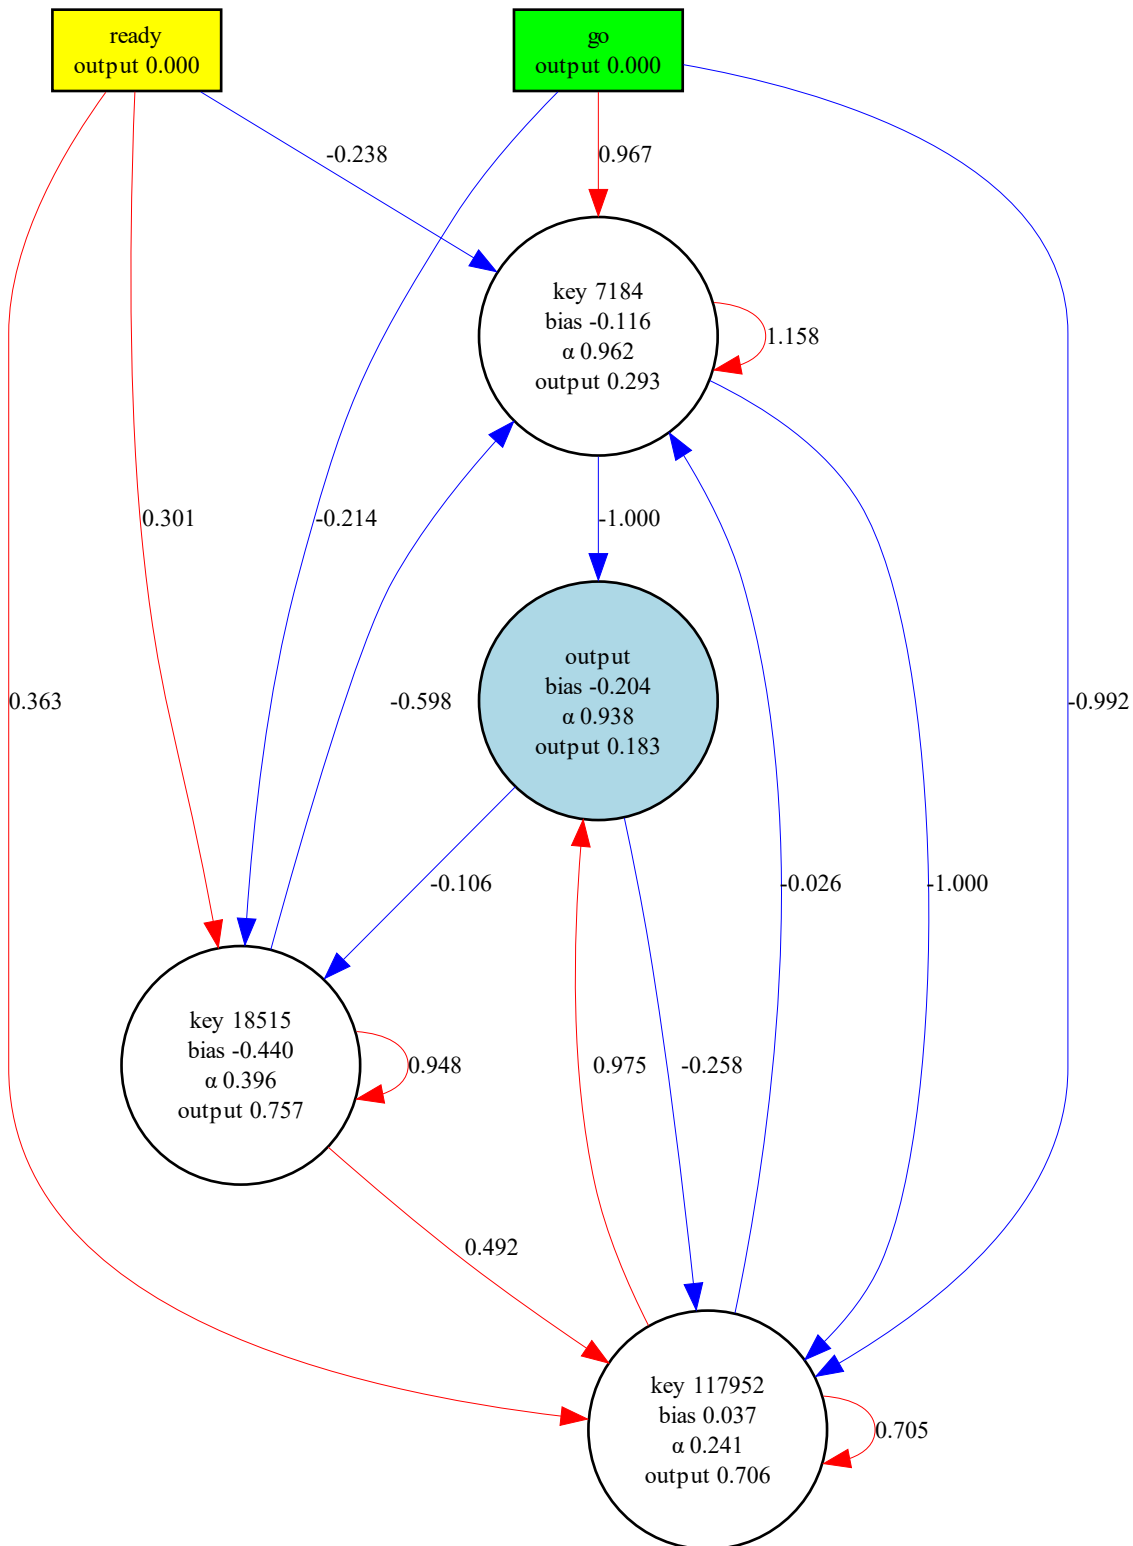 ready
output 0.000
go
output 0.000
-0.238
0.967
key 7184
bias -0.116
α 0.962
output 0.293
1.158
0.301
-0.214
-1.000
output
bias -0.204
α 0.938
output 0.183
0.363
-0.598
-0.992
-0.106
-0.026
-1.000
key 18515
bias -0.440
α 0.396
output 0.757
0.948
0.975
-0.258
0.492
key 117952
bias 0.037
α 0.241
output 0.706
0.705